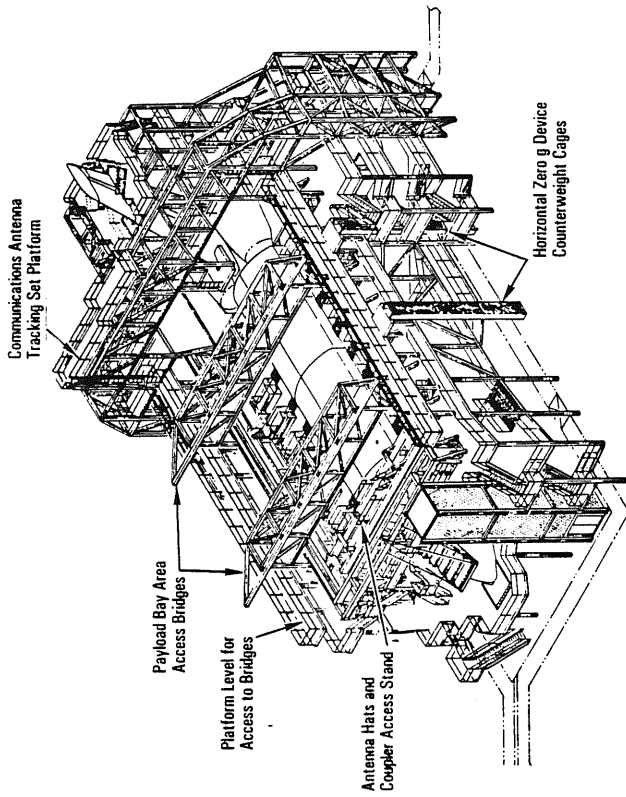 Communications Antenna
Tracking Set Platform
Payload Bay Area
Access Bridges
Platform Level for
Access to Bridges
Antenna Hats and
Coupler Access Stand
Horizontal Zero g Device
Counterweight Cages